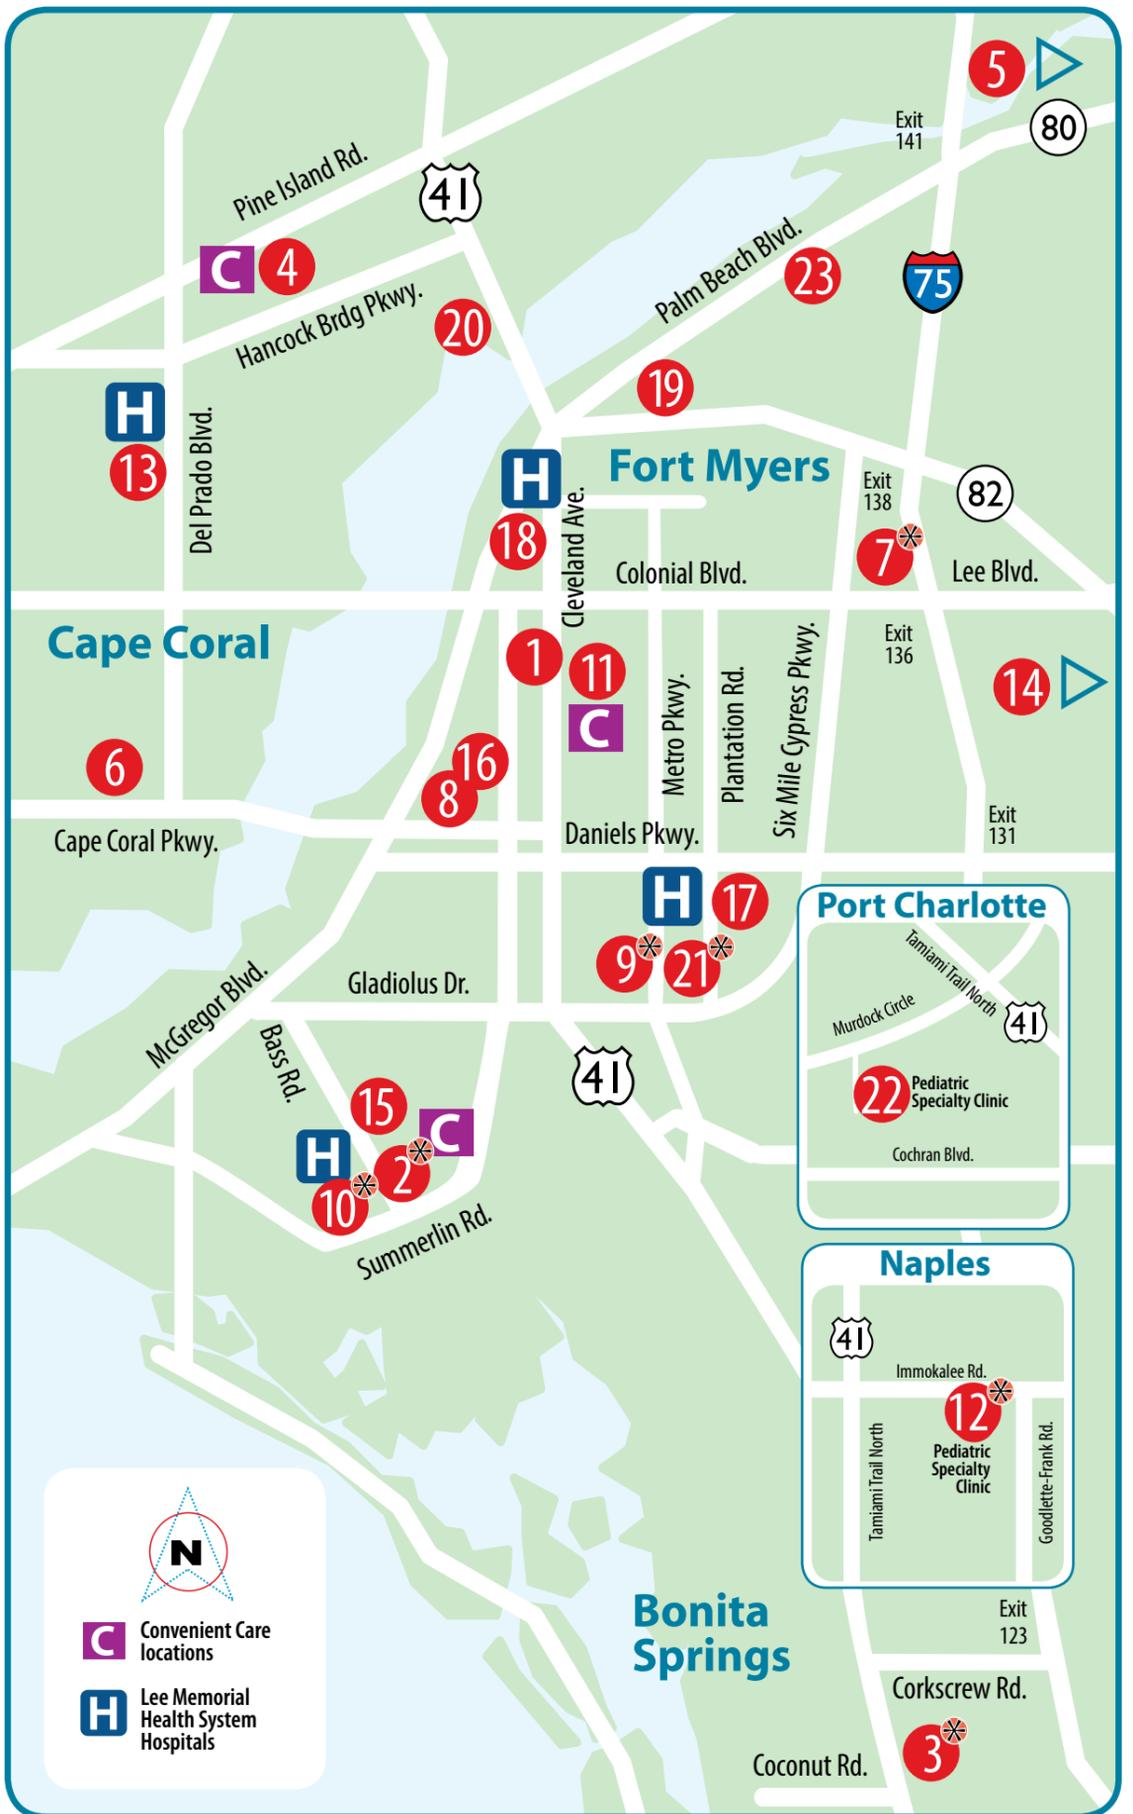 5
80
Exit
141
Pine Island Rd.
41
C
4
Palm Beach Blvd.
23
75
Hancock Brdg Pkwy.
20
19
H
13
Del Prado Blvd.
H
Fort Myers
Exit
138
82
18
Cleveland Ave.
7
*
Colonial Blvd.
Lee Blvd.
Cape Coral
Exit
136
1
11
C
14
Metro Pkwy.
Plantation Rd.
Six Mile Cypress Pkwy.
6
16
8
Cape Coral Pkwy.
Daniels Pkwy.
Exit
131
H
17
9
*
21
*
Gladiolus Dr.
McGregor Blvd.
Bass Rd.
41
15
C
H
2
*
10
*
Summerlin Rd.
Port Charlotte
Tamiami Trail North
Murdock Circle
41
22
Pediatric
Specialty Clinic
Cochran Blvd.
Naples
41
Immokalee Rd.
12
*
Pediatric
Specialty
Clinic
Tamiami Trail North
Goodlette-Frank Rd.
N
C
Convenient Care
locations
H
Lee Memorial
Health System
Hospitals
Bonita
Springs
Exit
123
Corkscrew Rd.
3
*
Coconut Rd.